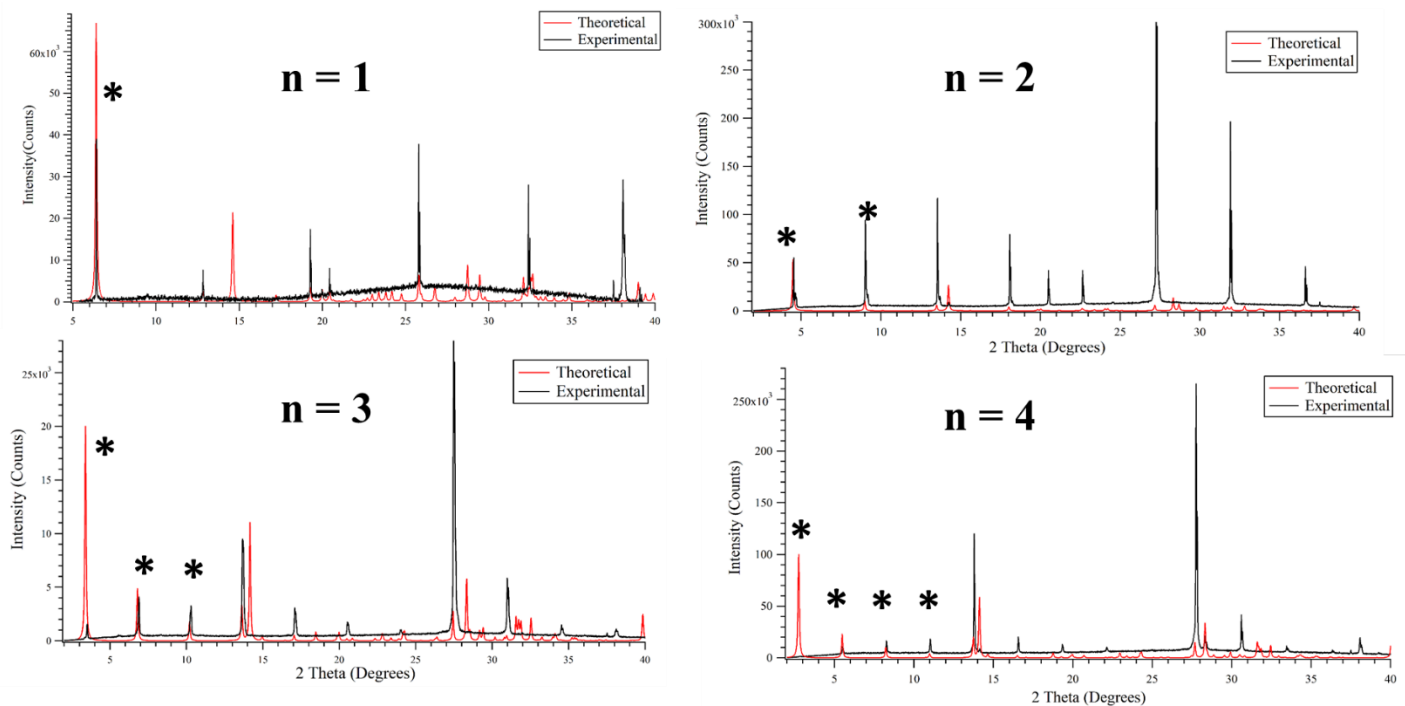 Theoretical
Experimental
n = 1
*
Intensity(Counts)
60x10³
50
40
30
20
10
0
5 10 15 20 25 30 35 40
Theoretical
Experimental
n = 2
*
*
Intensity (Counts)
300x10³
250
200
150
100
50
0
5 10 15 20 25 30 35 40
2 Theta (Degrees)
Theoretical
Experimental
n = 3
*
*
*
Intensity (Counts)
25x10³
20
15
10
5
0
5 10 15 20 25 30 35 40
2 Theta (Degrees)
Theoretical
Experimental
n = 4
*
*
*
*
Intensity (Counts)
250x10³
200
150
100
50
0
5 10 15 20 25 30 35 40
2 Theta (Degrees)